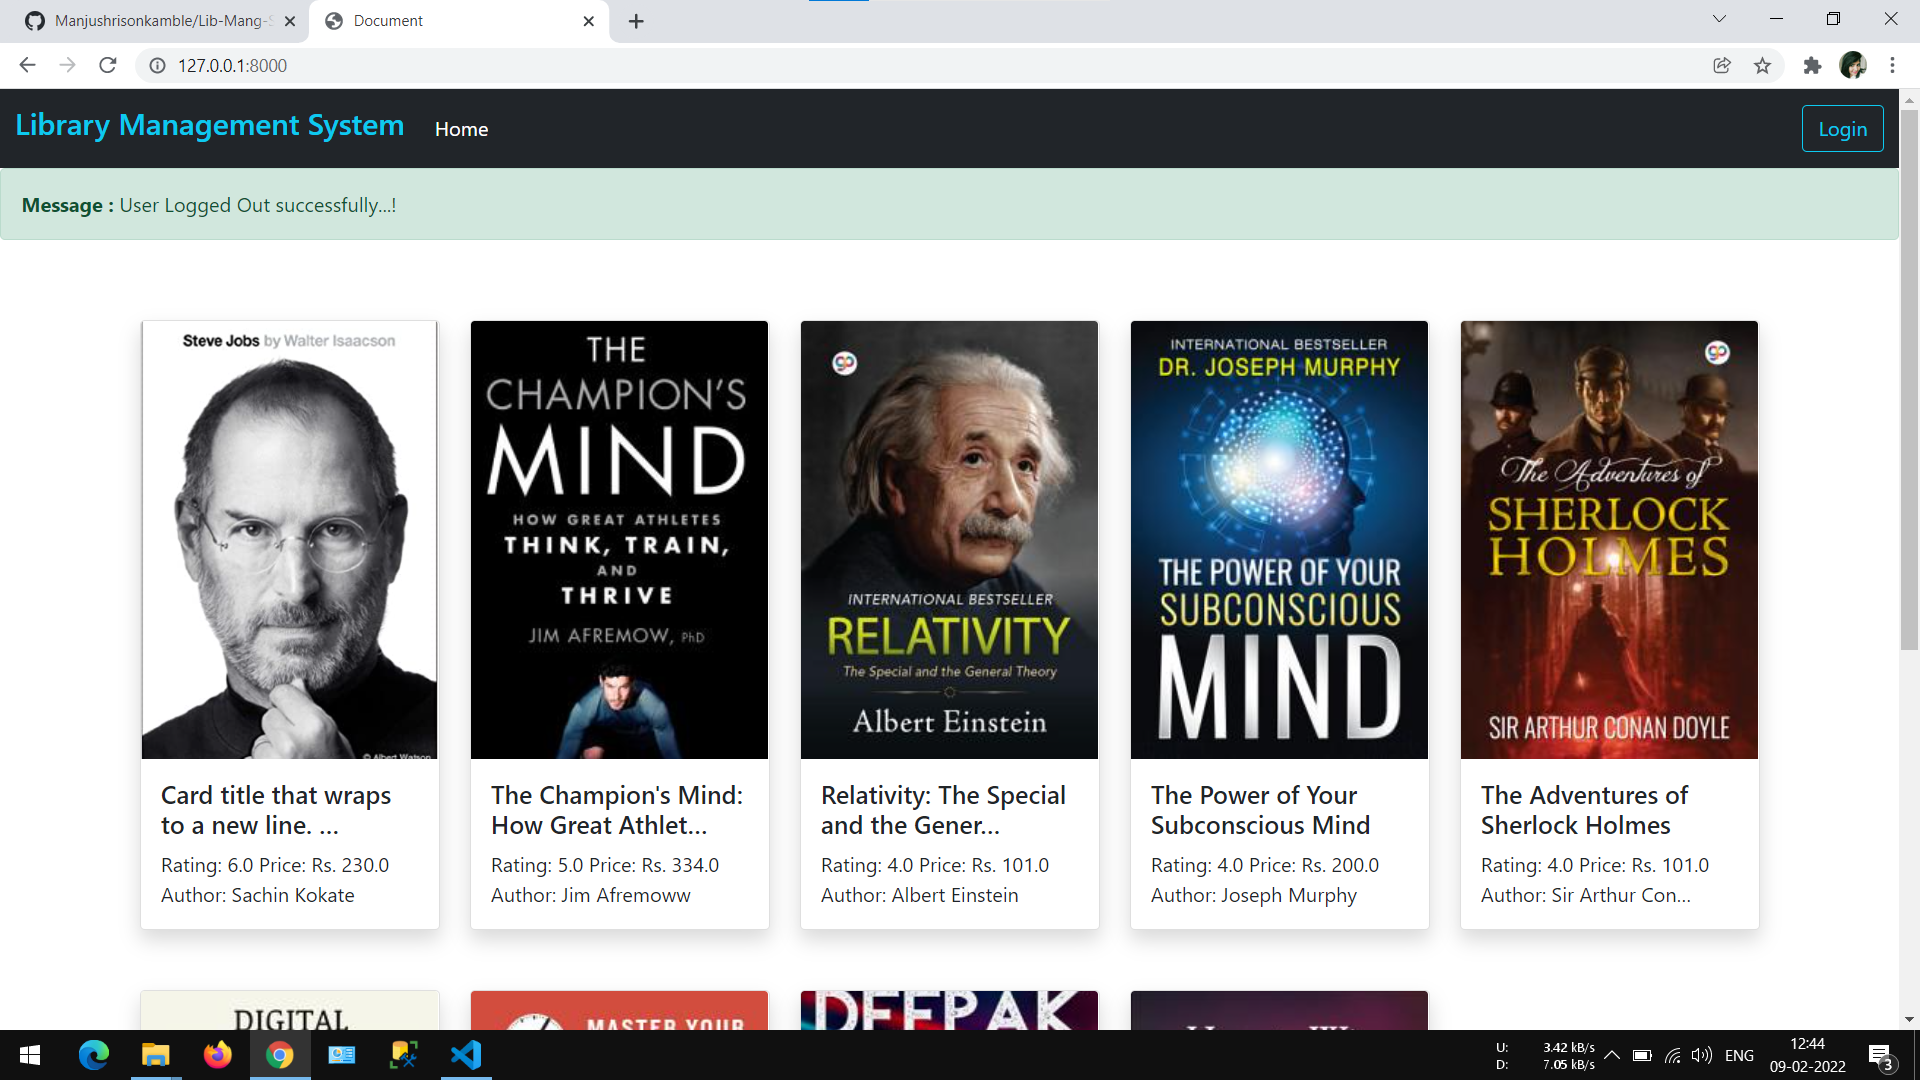 Manjushrisonkamble/Lib-Mang-S
Document
127.0.0.1:8000
Library Management System
Home
Login
Message : User Logged Out successfully...!
Steve Jobs by Walter Isaacson
© Albert Watson
Card title that wraps
to a new line. ...
Rating: 6.0 Price: Rs. 230.0
Author: Sachin Kokate
THE
CHAMPION'S
MIND
HOW GREAT ATHLETES
THINK, TRAIN,
AND
THRIVE
JIM AFREMOW, PhD
The Champion's Mind:
How Great Athlet...
Rating: 5.0 Price: Rs. 334.0
Author: Jim Afremoww
gp
INTERNATIONAL BESTSELLER
RELATIVITY
The Special and the General Theory
Albert Einstein
Relativity: The Special
and the Gener...
Rating: 4.0 Price: Rs. 101.0
Author: Albert Einstein
INTERNATIONAL BESTSELLER
DR. JOSEPH MURPHY
THE POWER OF YOUR
SUBCONSCIOUS
MIND
The Power of Your
Subconscious Mind
Rating: 4.0 Price: Rs. 200.0
Author: Joseph Murphy
gp
The Adventures of
SHERLOCK
HOLMES
SIR ARTHUR CONAN DOYLE
The Adventures of
Sherlock Holmes
Rating: 4.0 Price: Rs. 101.0
Author: Sir Arthur Con...
DIGITAL
MASTER YOUR
DEEPAK
U: 3.42 kB/s
D: 7.05 kB/s
ENG
12:44
09-02-2022
3